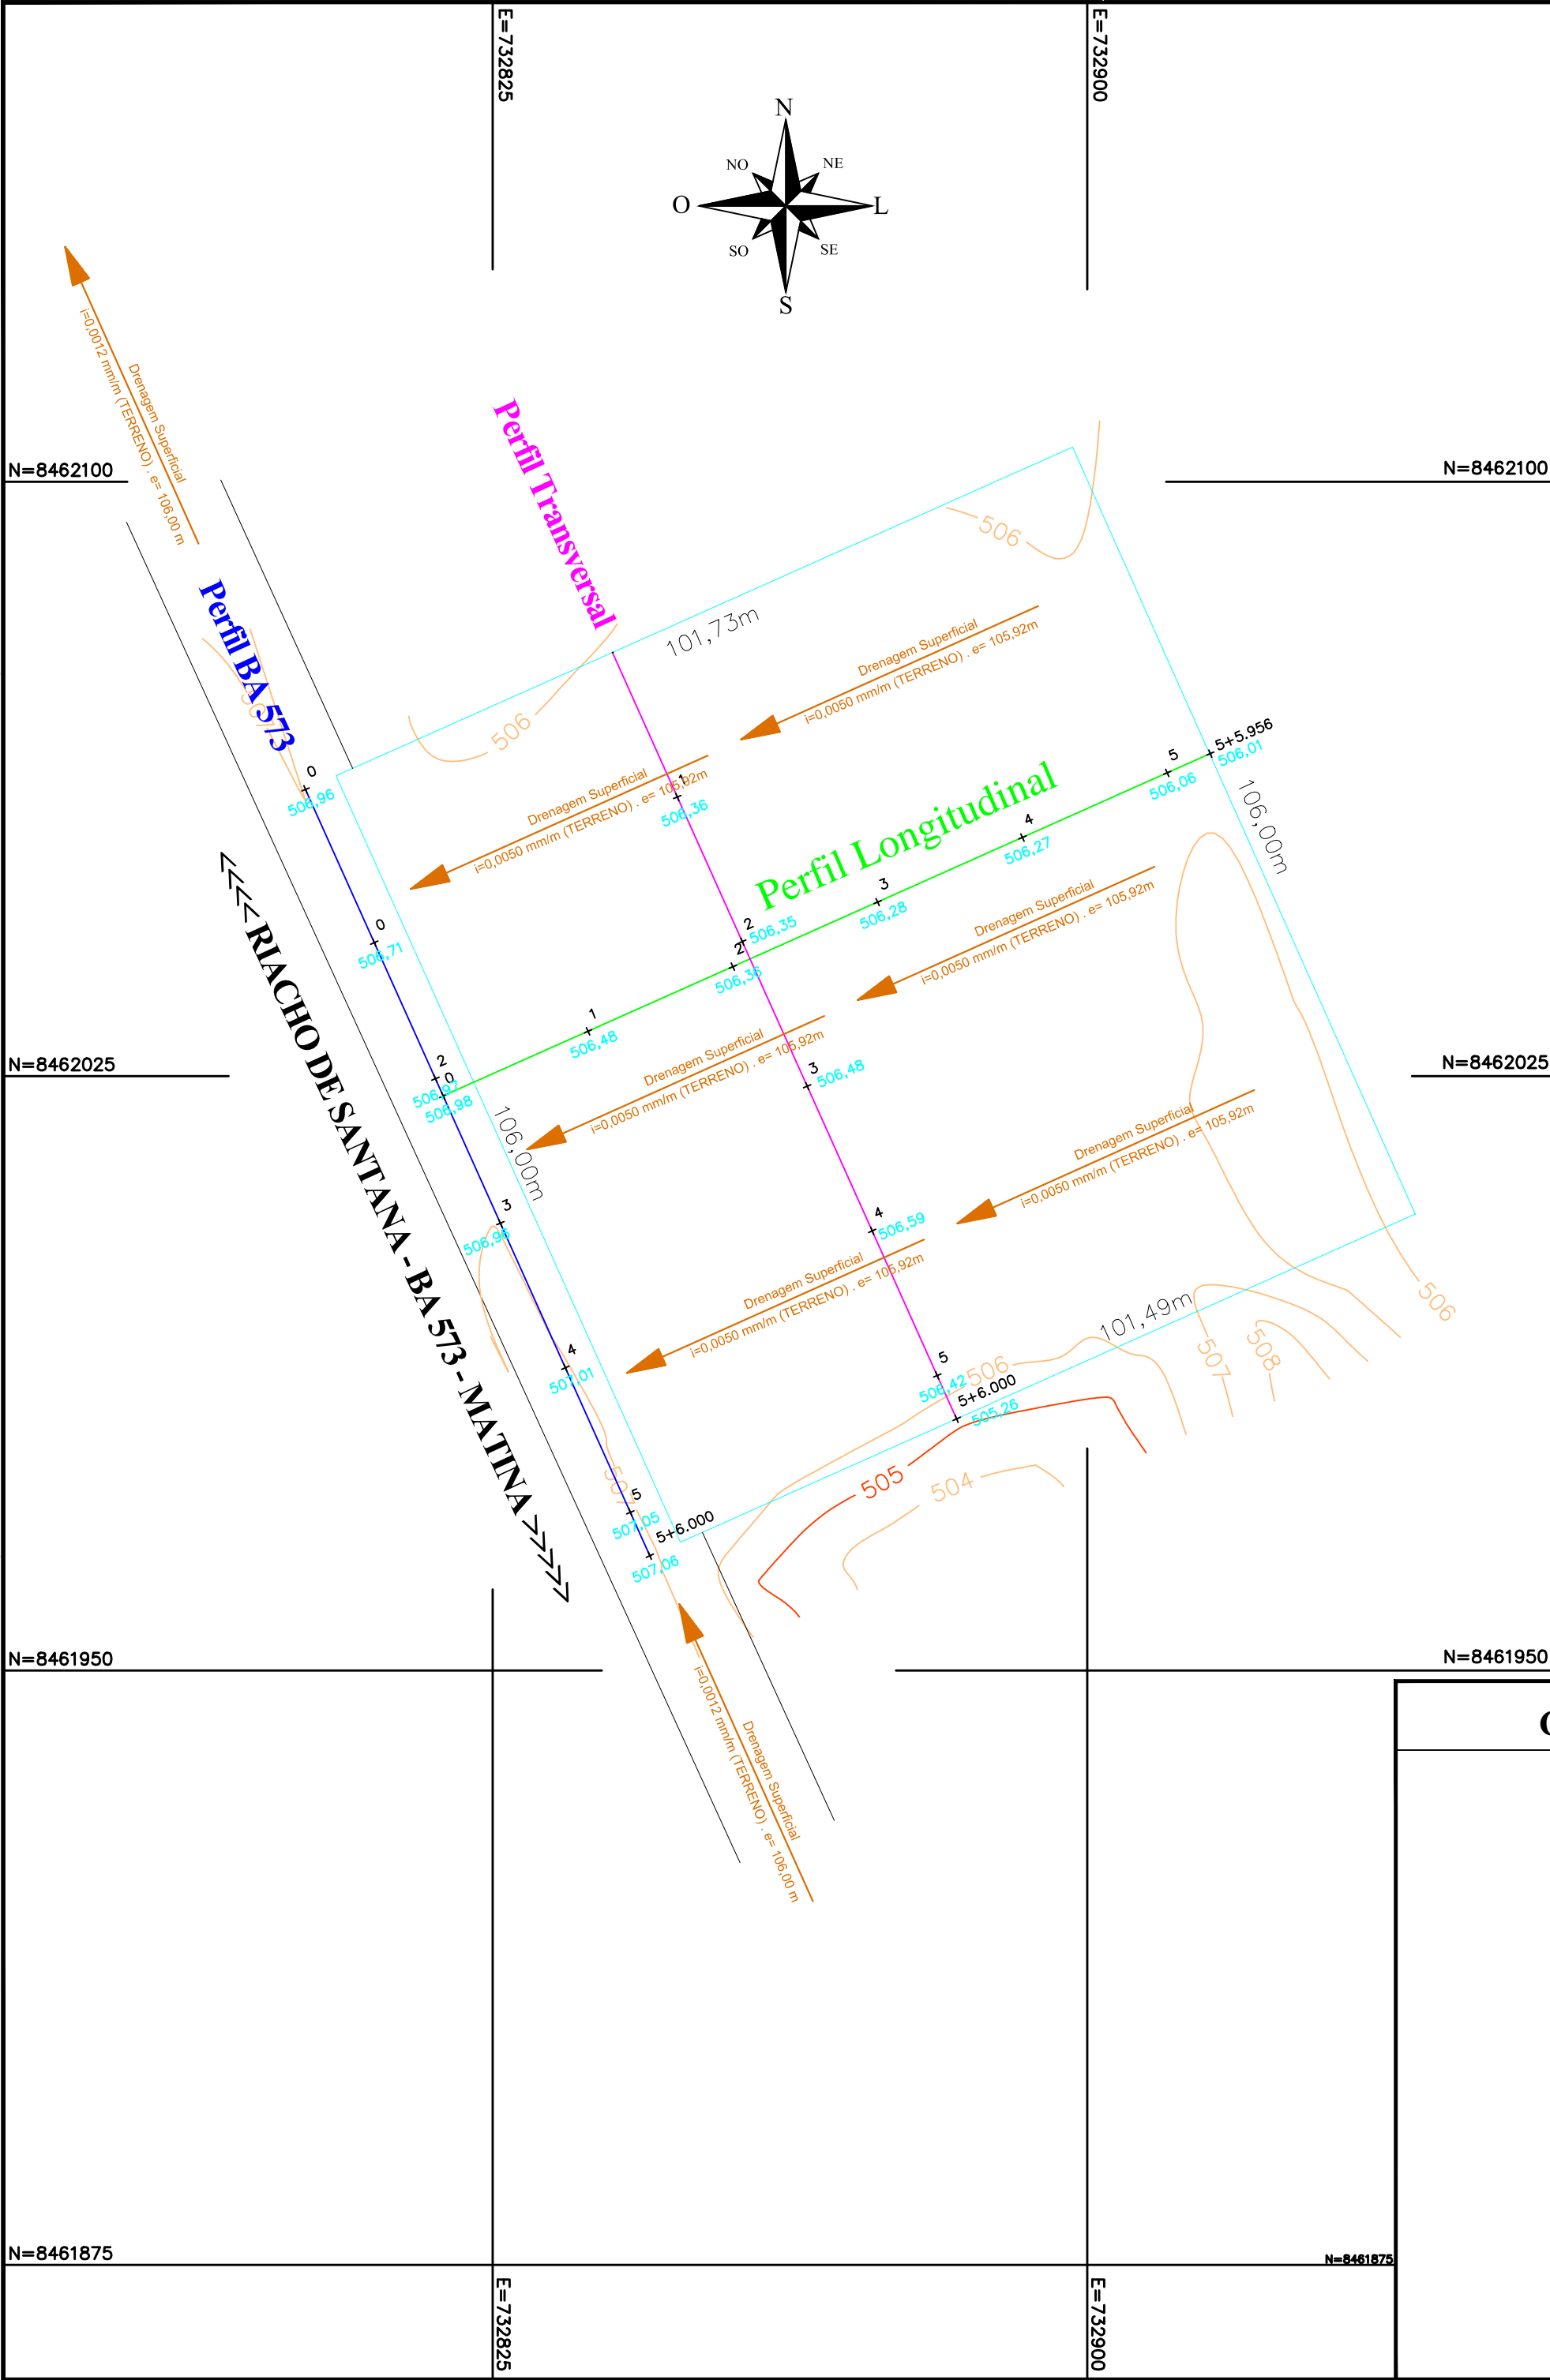 E=732825
E=732900
N
NO
NE
O
L
SO
SE
S
Drenagem Superficial
i=0,0012 mm/m (TERRENO) . e= 106,00 m
Perfil Transversal
N=8462100
N=8462100
506
Perfil BA 573
101,73m
Drenagem Superficial
i=0,0050 mm/m (TERRENO) . e= 105,92m
507
506
0
506,96
5+5.956
506,01
5
506,06
Drenagem Superficial
i=0,0050 mm/m (TERRENO) . e= 105,92m
1
506,36
Perfil Longitudinal
106,00m
4
506,27
3
506,28
2
506,35
2
506,36
0
506,71
Drenagem Superficial
i=0,0050 mm/m (TERRENO) . e= 105,92m
<<<< RIACHO DE SANTANA - BA 573 - MATINA >>>>
1
506,48
N=8462025
N=8462025
2
506,97
0
506,98
Drenagem Superficial
i=0,0050 mm/m (TERRENO) . e= 105,92m
3
506,48
106,00m
Drenagem Superficial
i=0,0050 mm/m (TERRENO) . e= 105,92m
3
506,96
4
506,59
Drenagem Superficial
i=0,0050 mm/m (TERRENO) . e= 105,92m
506
101,49m
507
508
4
507,01
5
506,42
506
5+6.000
505,26
505
504
507
5
507,05
5+6.000
507,06
N=8461950
N=8461950
Drenagem Superficial
i=0,0012 mm/m (TERRENO) . e= 106,00 m
N=8461875
N=8461875
E=732825
E=732900